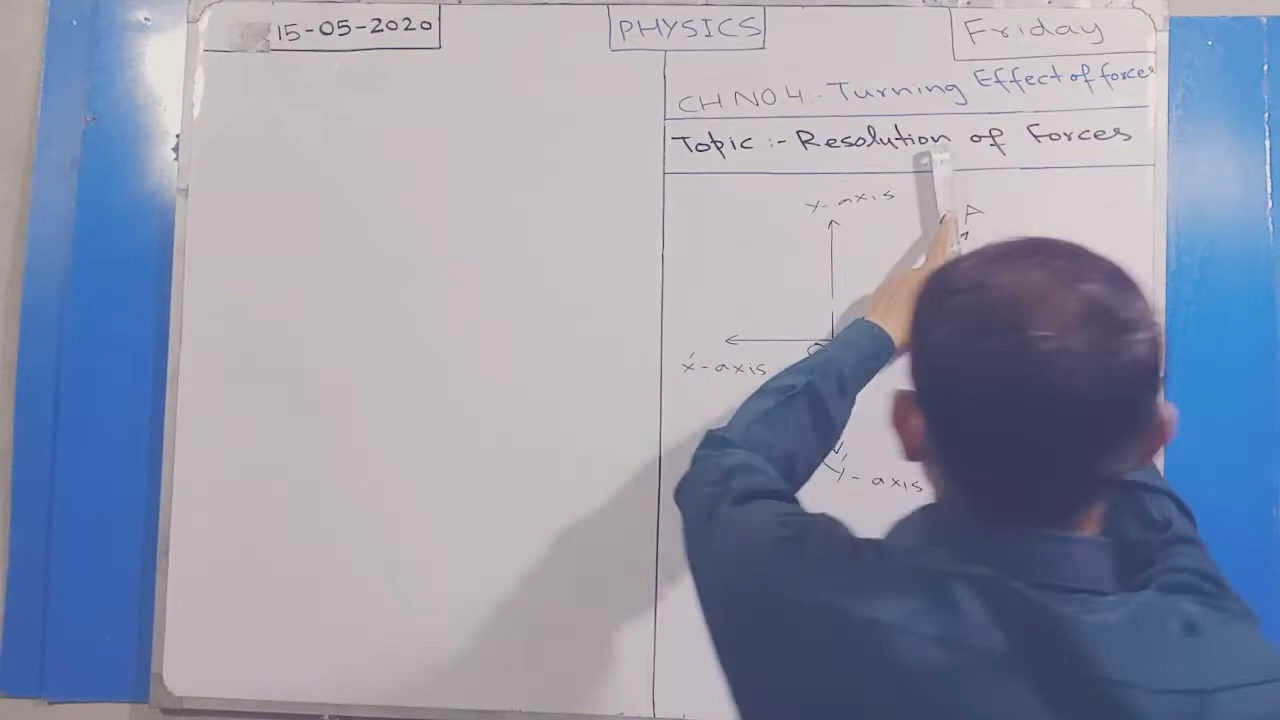 15-05-2020
PHYSICS
Friday
CH NO.4:- Turning Effect of forces
Topic :- Resolution of Forces
y-axis
A
x́-axis
O
ý-axis